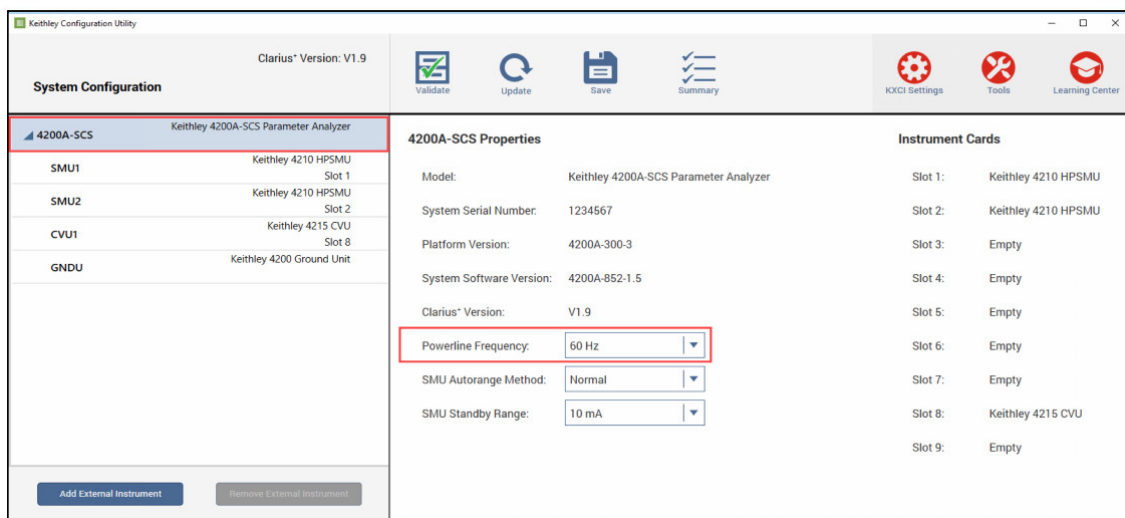 Keithley Configuration Utility
System Configuration
Clarius⁺ Version: V1.9
Validate
Update
Save
Summary
KXCI Settings
Tools
Learning Center
4200A-SCS
Keithley 4200A-SCS Parameter Analyzer
SMU1
Keithley 4210 HPSMU
Slot 1
SMU2
Keithley 4210 HPSMU
Slot 2
CVU1
Keithley 4215 CVU
Slot 8
GNDU
Keithley 4200 Ground Unit
Add External Instrument
Remove External Instrument
4200A-SCS Properties
Model: Keithley 4200A-SCS Parameter Analyzer
System Serial Number: 1234567
Platform Version: 4200A-300-3
System Software Version: 4200A-852-1.5
Clarius⁺ Version: V1.9
Powerline Frequency: 60 Hz
SMU Autorange Method: Normal
SMU Standby Range: 10 mA
Instrument Cards
Slot 1: Keithley 4210 HPSMU
Slot 2: Keithley 4210 HPSMU
Slot 3: Empty
Slot 4: Empty
Slot 5: Empty
Slot 6: Empty
Slot 7: Empty
Slot 8: Keithley 4215 CVU
Slot 9: Empty